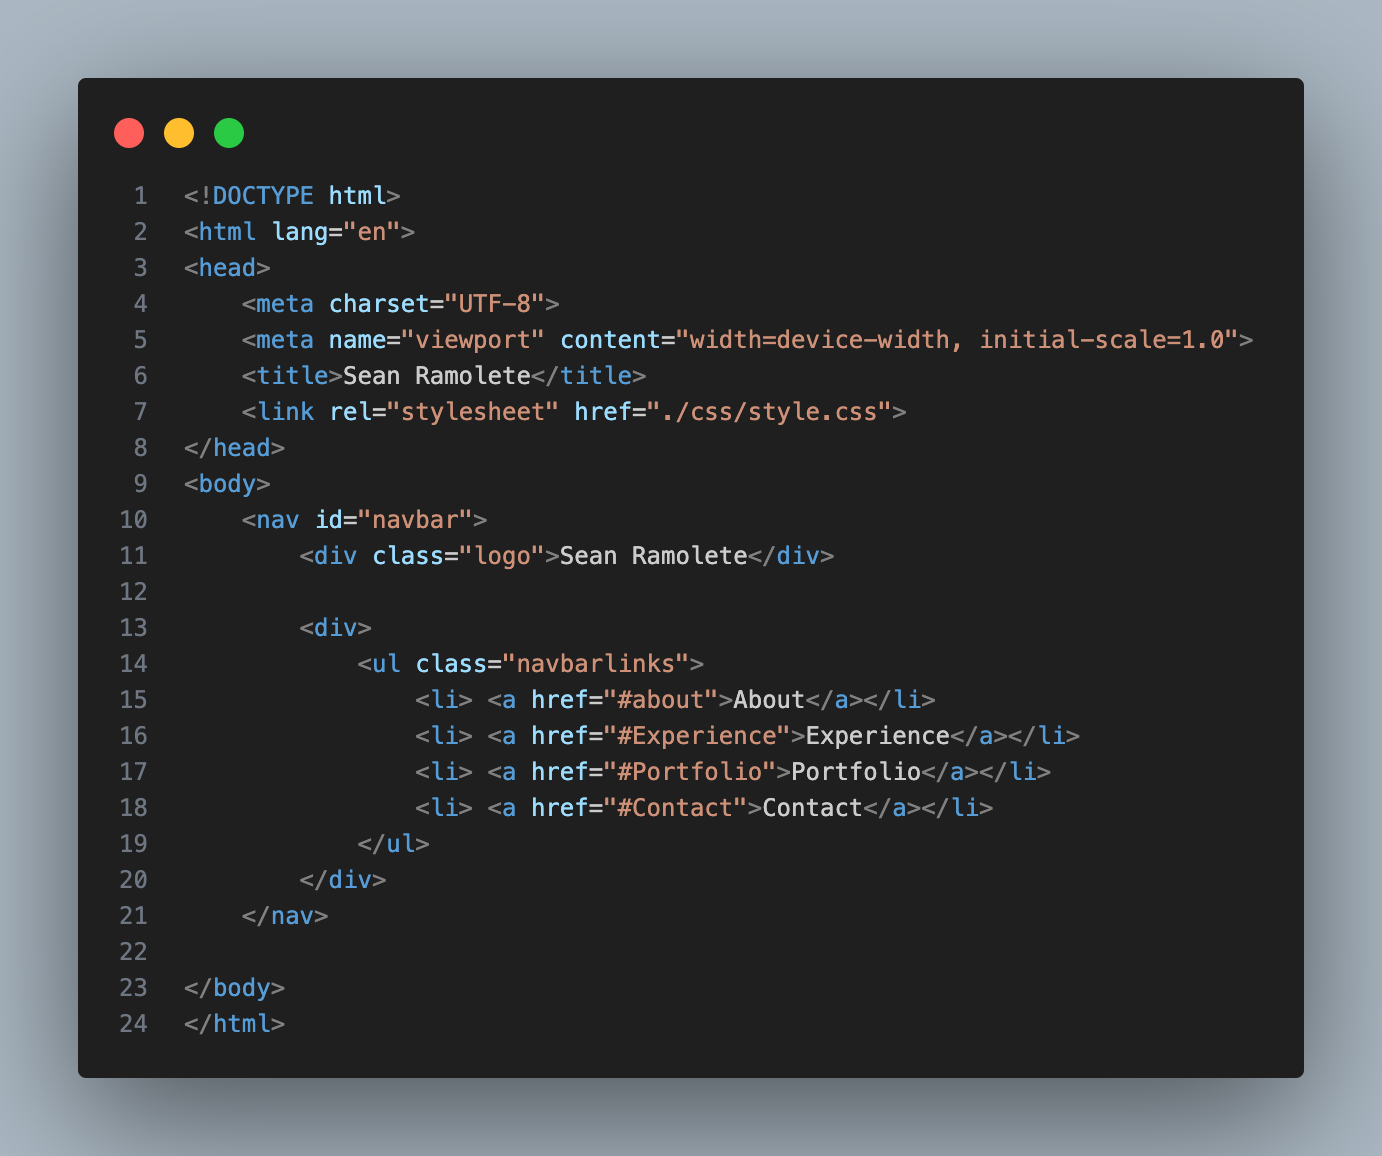 1 <!DOCTYPE html>
2 <html lang="en">
3 <head>
4     <meta charset="UTF-8">
5     <meta name="viewport" content="width=device-width, initial-scale=1.0">
6     <title>Sean Ramolete</title>
7     <link rel="stylesheet" href="./css/style.css">
8 </head>
9 <body>
10     <nav id="navbar">
11         <div class="logo">Sean Ramolete</div>
12
13         <div>
14             <ul class="navbarlinks">
15                 <li> <a href="#about">About</a></li>
16                 <li> <a href="#Experience">Experience</a></li>
17                 <li> <a href="#Portfolio">Portfolio</a></li>
18                 <li> <a href="#Contact">Contact</a></li>
19             </ul>
20         </div>
21     </nav>
22
23 </body>
24 </html>